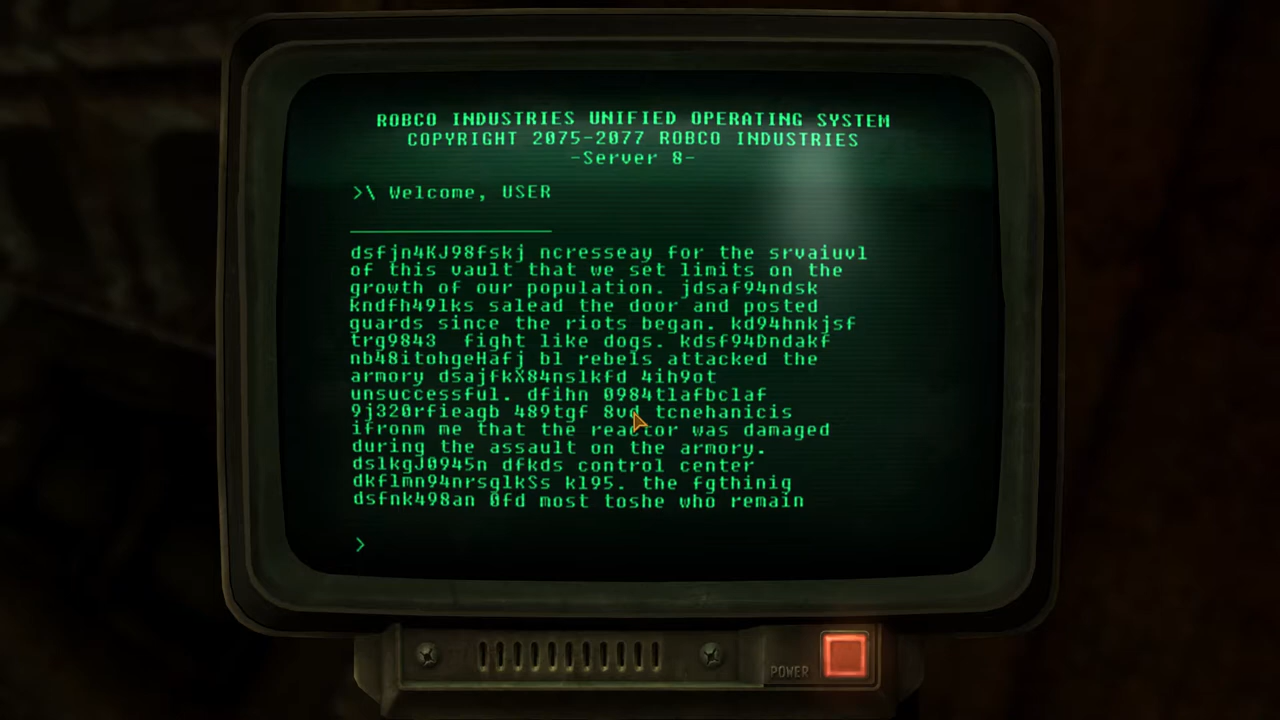 ROBCO INDUSTRIES UNIFIED OPERATING SYSTEM
COPYRIGHT 2075-2077 ROBCO INDUSTRIES
-Server 8-
>\ Welcome, USER
dsfjn4KJ98fskj ncresseay for the srvaiuvl
of this vault that we set limits on the
growth of our population. jdsaf94ndsk
kndfh49lks salead the door and posted
guards since the riots began. kd94hnkjsf
trg9843  fight like dogs. kdsf94Dndakf
nb48itohgeHafj bl rebels attacked the
armory dsajfkX84nslkfd 4ih9ot
unsuccessful. dfihn 0984tlafbclaf
9j320rfieagb 489tgf 8vd tcnehanicis
ifronm me that the reactor was damaged
during the assault on the armory.
dslkgJ0945n dfkds control center
dkflmn94nrsglkSs kl95. the fgthinig
dsfnk498an 0fd most toshe who remain
>
POWER